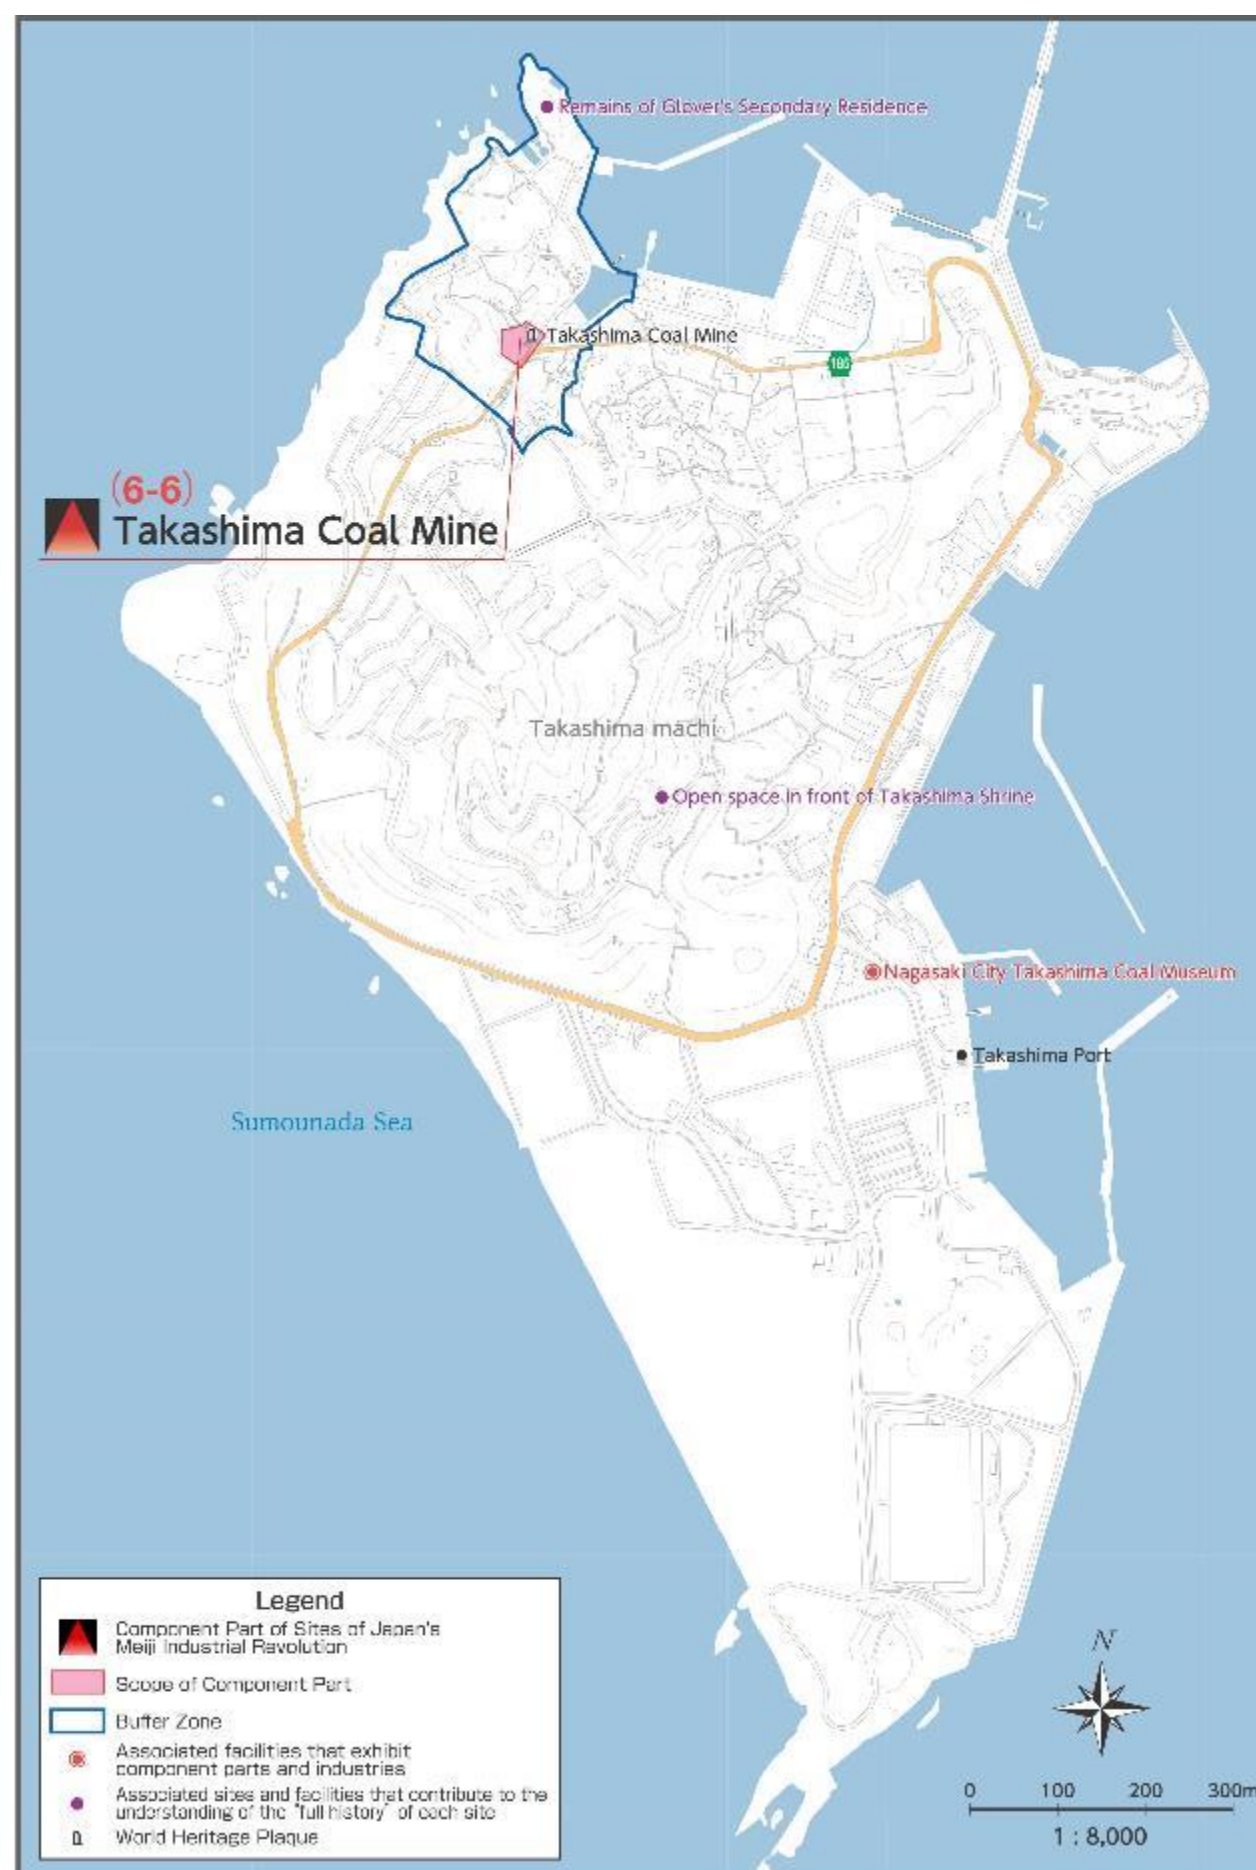 Remains of Glover's Secondary Residence
Takashima Coal Mine
186
(6-6)
Takashima Coal Mine
Takashima machi
Open space in front of Takashima Shrine
Nagasaki City Takashima Coal Museum
Takashima Port
Sumounada Sea
Legend
Component Part of Sites of Japan's
Meiji Industrial Revolution
Scope of Component Part
Buffer Zone
Associated facilities that exhibit
component parts and industries
Associated sites and facilities that contribute to the
understanding of the "full history" of each site
World Heritage Plaque
N
0 100 200 300m
1 : 8,000